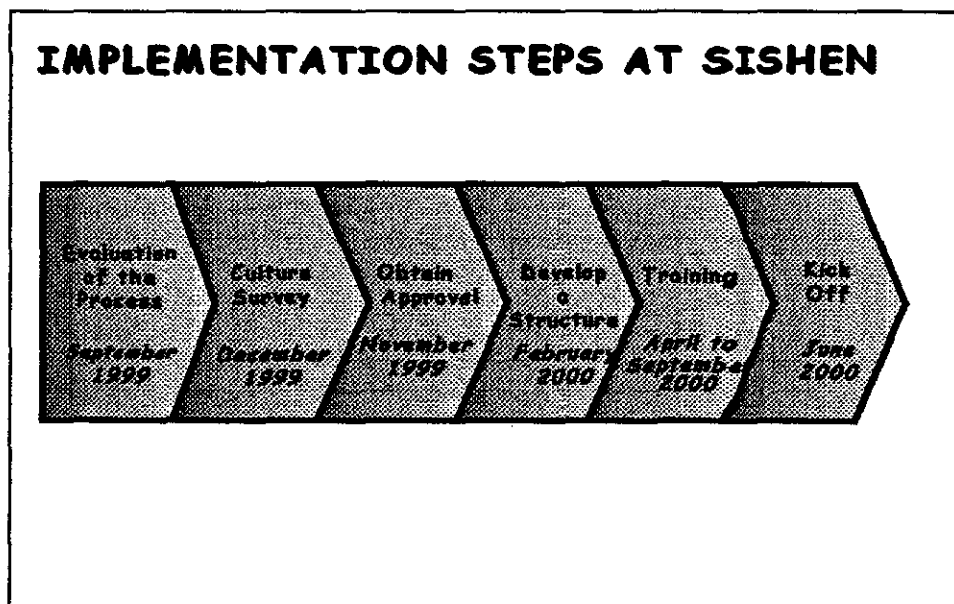 IMPLEMENTATION STEPS AT SISHEN
Evaluation
of the
Process
September
1999
Culture
Survey
December
1999
Obtain
Approval
November
1999
Develop
a
Structure
February
2000
Training
April to
September
2000
Kick
Off
June
2000